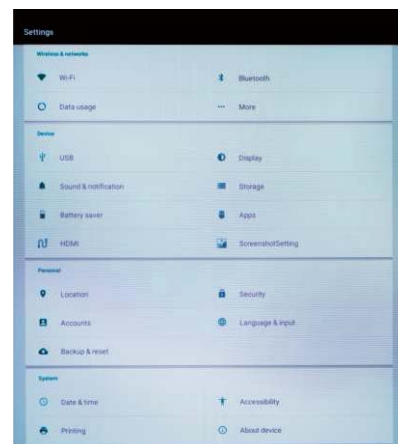 Settings
Wireless & networks
Wi-Fi
Bluetooth
Data usage
More
Device
USB
Display
Sound & notification
Storage
Battery saver
Apps
HDMI
ScreenshotSetting
Personal
Location
Security
Accounts
Language & input
Backup & reset
System
Date & time
Accessibility
Printing
About device